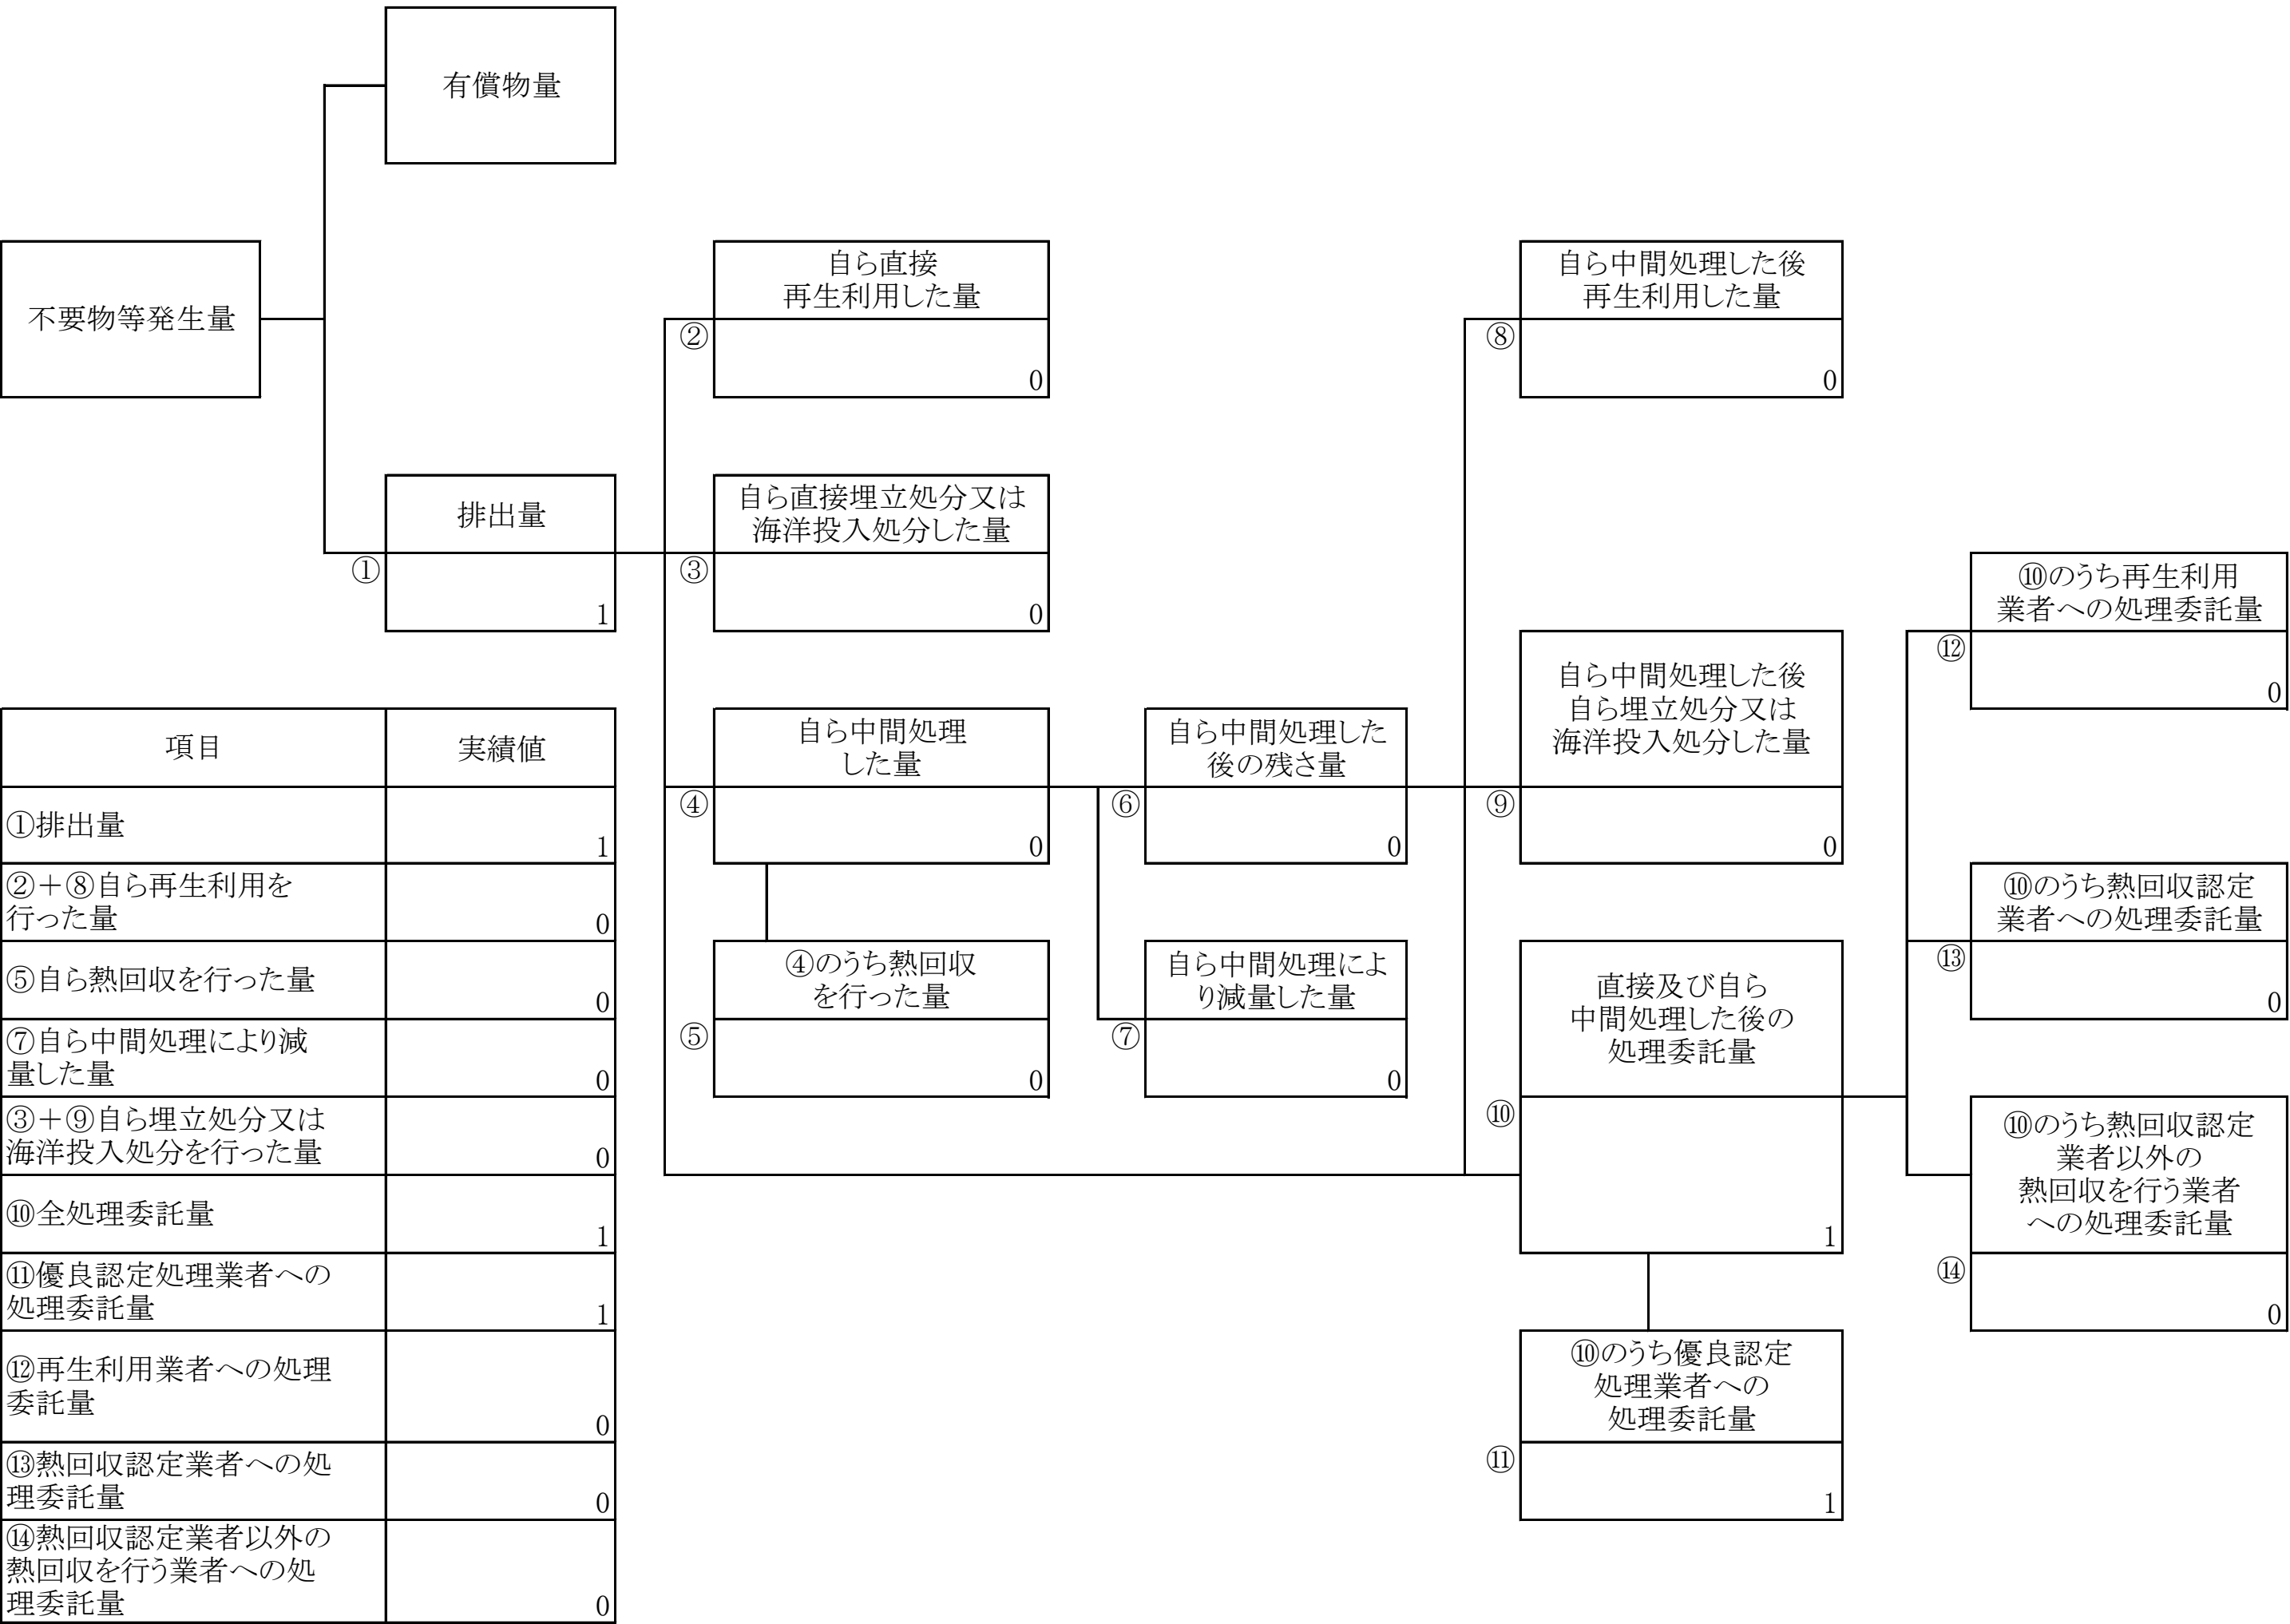 有償物量
不要物等発生量
自ら直接
再生利用した量
②
0
自ら中間処理した後
再生利用した量
⑧
0
排出量
①
1
自ら直接埋立処分又は
海洋投入処分した量
③
0
⑩のうち再生利用
業者への処理委託量
⑫
0
自ら中間処理
した量
④
0
自ら中間処理した
後の残さ量
⑥
0
自ら中間処理した後
自ら埋立処分又は
海洋投入処分した量
⑨
0
⑩のうち熱回収認定
業者への処理委託量
⑬
0
④のうち熱回収
を行った量
⑤
0
自ら中間処理によ
り減量した量
⑦
0
直接及び自ら
中間処理した後の
処理委託量
⑩
1
⑩のうち熱回収認定
業者以外の
熱回収を行う業者
への処理委託量
⑭
0
⑩のうち優良認定
処理業者への
処理委託量
⑪
1
項目
実績値
①排出量
1
②＋⑧自ら再生利用を
行った量
0
⑤自ら熱回収を行った量
0
⑦自ら中間処理により減
量した量
0
③＋⑨自ら埋立処分又は
海洋投入処分を行った量
0
⑩全処理委託量
1
⑪優良認定処理業者への
処理委託量
1
⑫再生利用業者への処理
委託量
0
⑬熱回収認定業者への処
理委託量
0
⑭熱回収認定業者以外の
熱回収を行う業者への処
理委託量
0